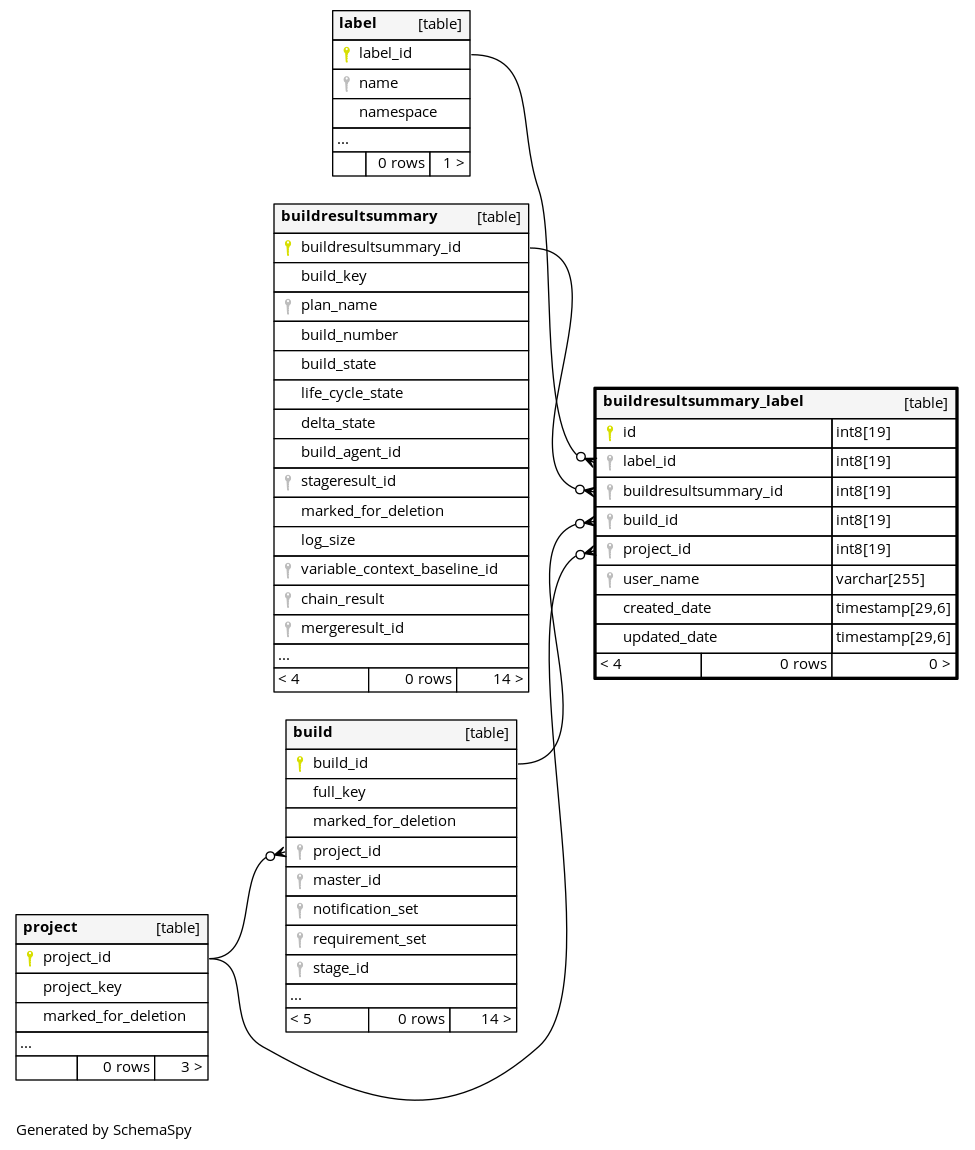 label [table]
label_id
name
namespace
...
0 rows 1 >
buildresultsummary [table]
buildresultsummary_id
build_key
plan_name
build_number
build_state
life_cycle_state
delta_state
build_agent_id
stageresult_id
marked_for_deletion
log_size
variable_context_baseline_id
chain_result
mergeresult_id
...
< 4 0 rows 14 >
buildresultsummary_label [table]
id int8[19]
label_id int8[19]
buildresultsummary_id int8[19]
build_id int8[19]
project_id int8[19]
user_name varchar[255]
created_date timestamp[29,6]
updated_date timestamp[29,6]
< 4 0 rows 0 >
build [table]
build_id
full_key
marked_for_deletion
project_id
master_id
notification_set
requirement_set
stage_id
...
< 5 0 rows 14 >
project [table]
project_id
project_key
marked_for_deletion
...
0 rows 3 >
Generated by SchemaSpy